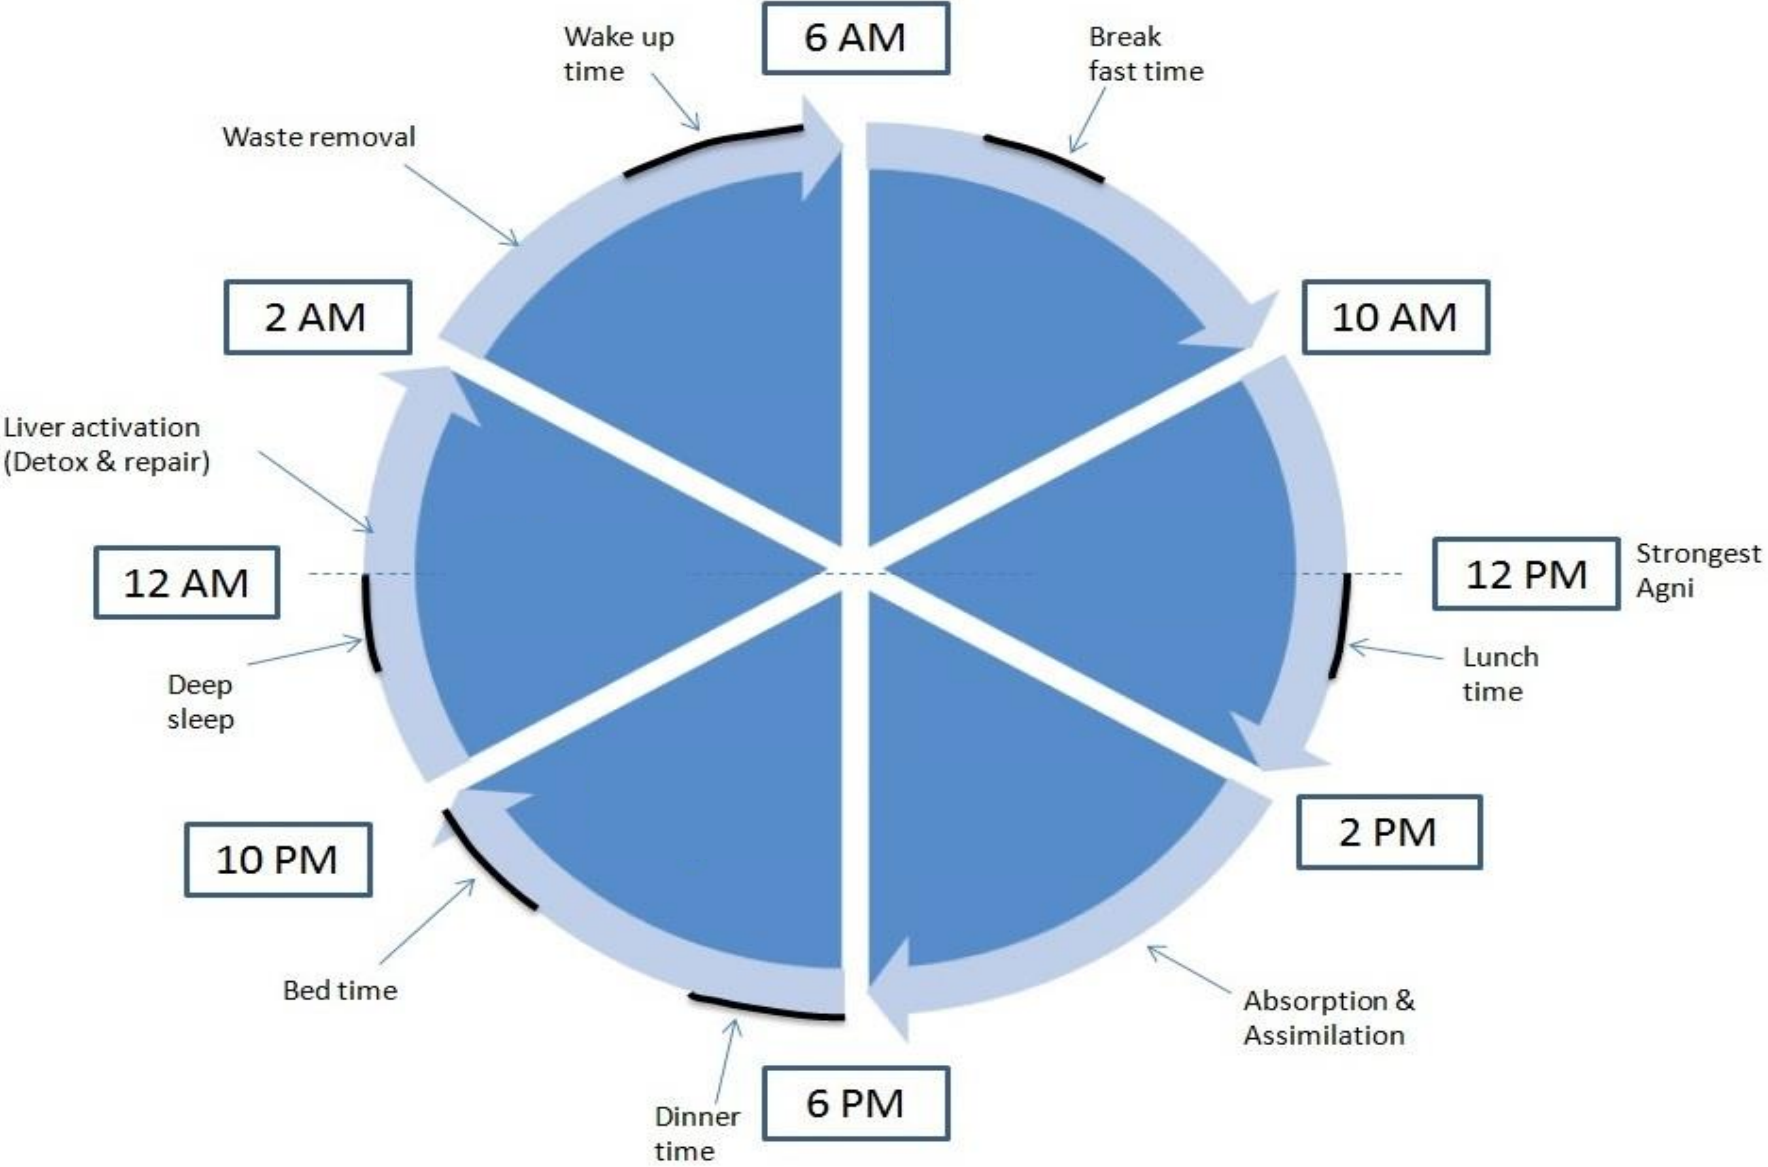 6 AM
Wake up
time
Break
fast time
Waste removal
2 AM
10 AM
Liver activation
(Detox & repair)
12 AM
12 PM
Strongest
Agni
Deep
sleep
Lunch
time
10 PM
2 PM
Bed time
Absorption &
Assimilation
Dinner
time
6 PM